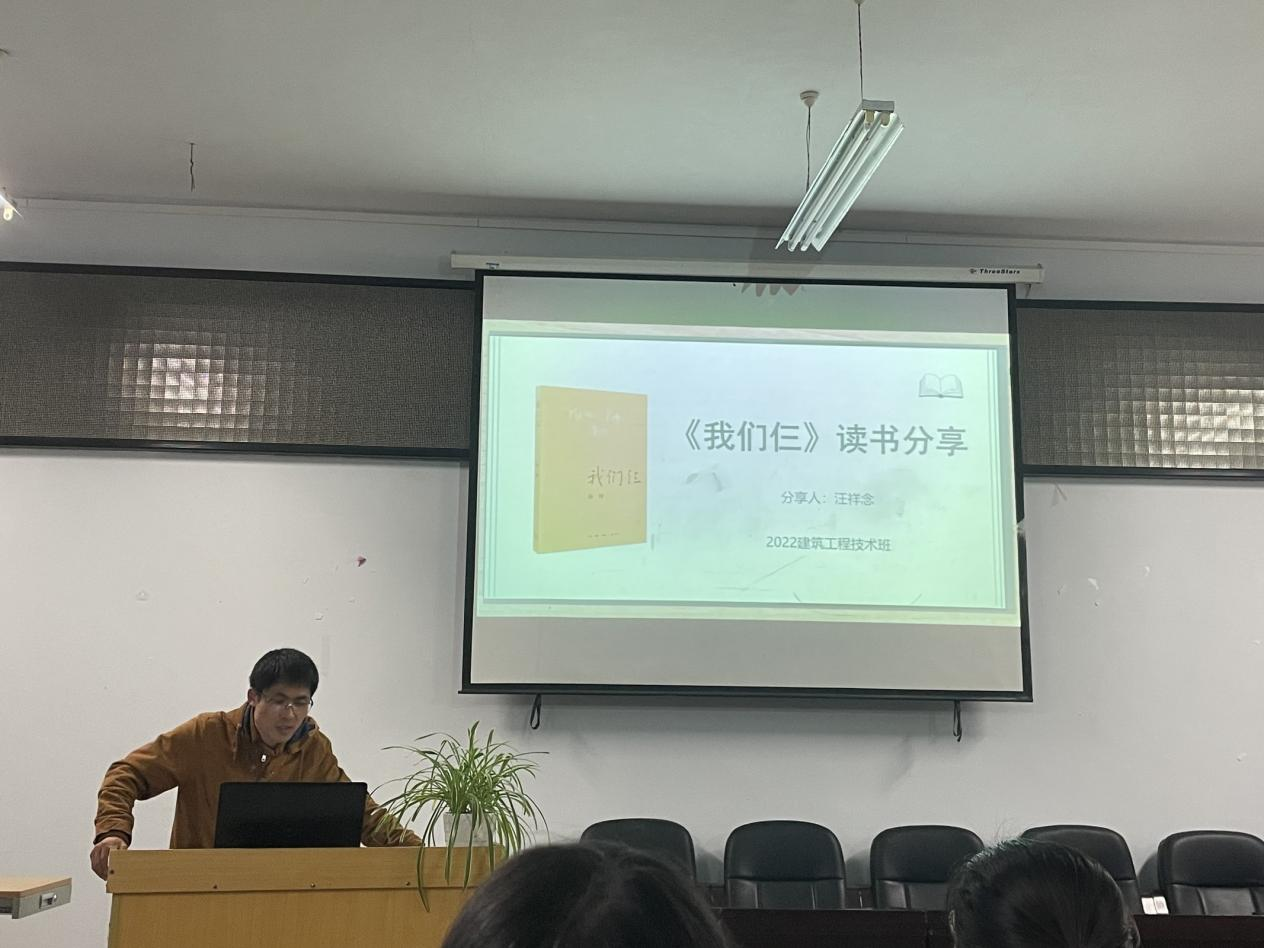 ThreeStars
《我们仨》读书分享
我们仨
分享人：汪祥念
2022建筑工程技术班